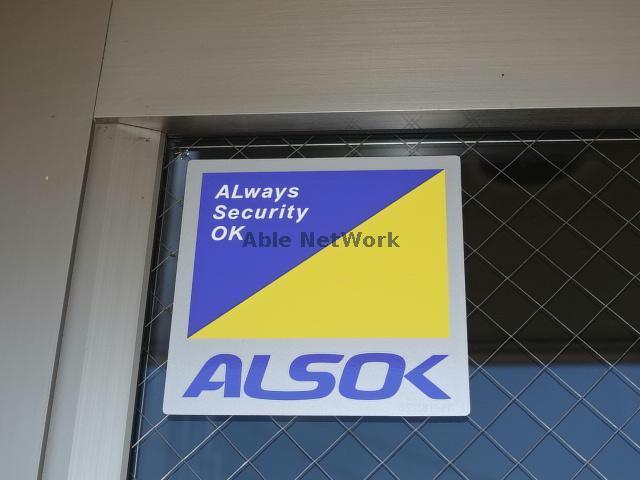 ALways
Security
OK
Able NetWork
ALSOK